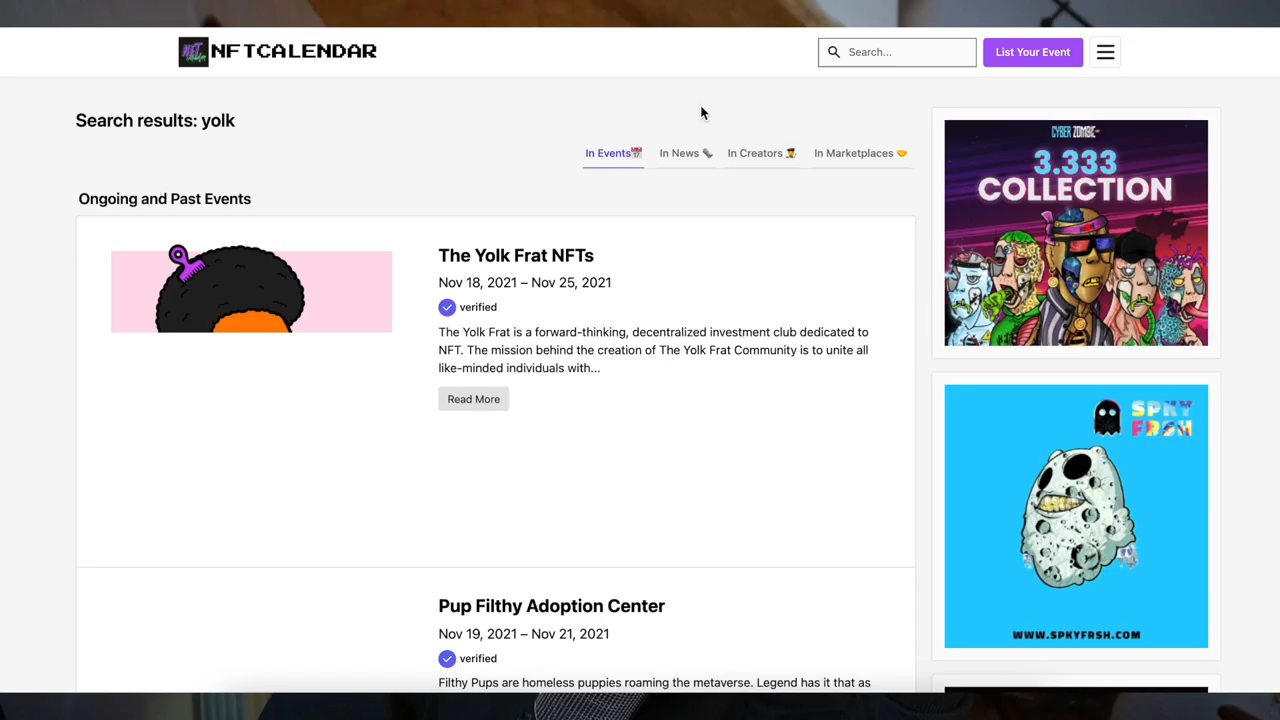 NFT CALENDAR
Search...
List Your Event
Search results: yolk
In Events
In News
In Creators
In Marketplaces
Ongoing and Past Events
The Yolk Frat NFTs
Nov 18, 2021 – Nov 25, 2021
verified
The Yolk Frat is a forward-thinking, decentralized investment club dedicated to
NFT. The mission behind the creation of The Yolk Frat Community is to unite all
like-minded individuals with...
Read More
Pup Filthy Adoption Center
Nov 19, 2021 – Nov 21, 2021
verified
Filthy Pups are homeless puppies roaming the metaverse. Legend has it that as
CYBER ZOMBIE
3.333
COLLECTION
SPKY
FRSH
WWW.SPKYFRSH.COM